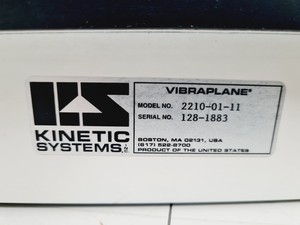 VIBRAPLANE®
MODEL NO. 2210-01-11
SERIAL NO. 128-1883
KINETIC
SYSTEMS, INC
BOSTON, MA 02131, USA
(617) 522-8700
PRODUCT OF THE UNITED STATES